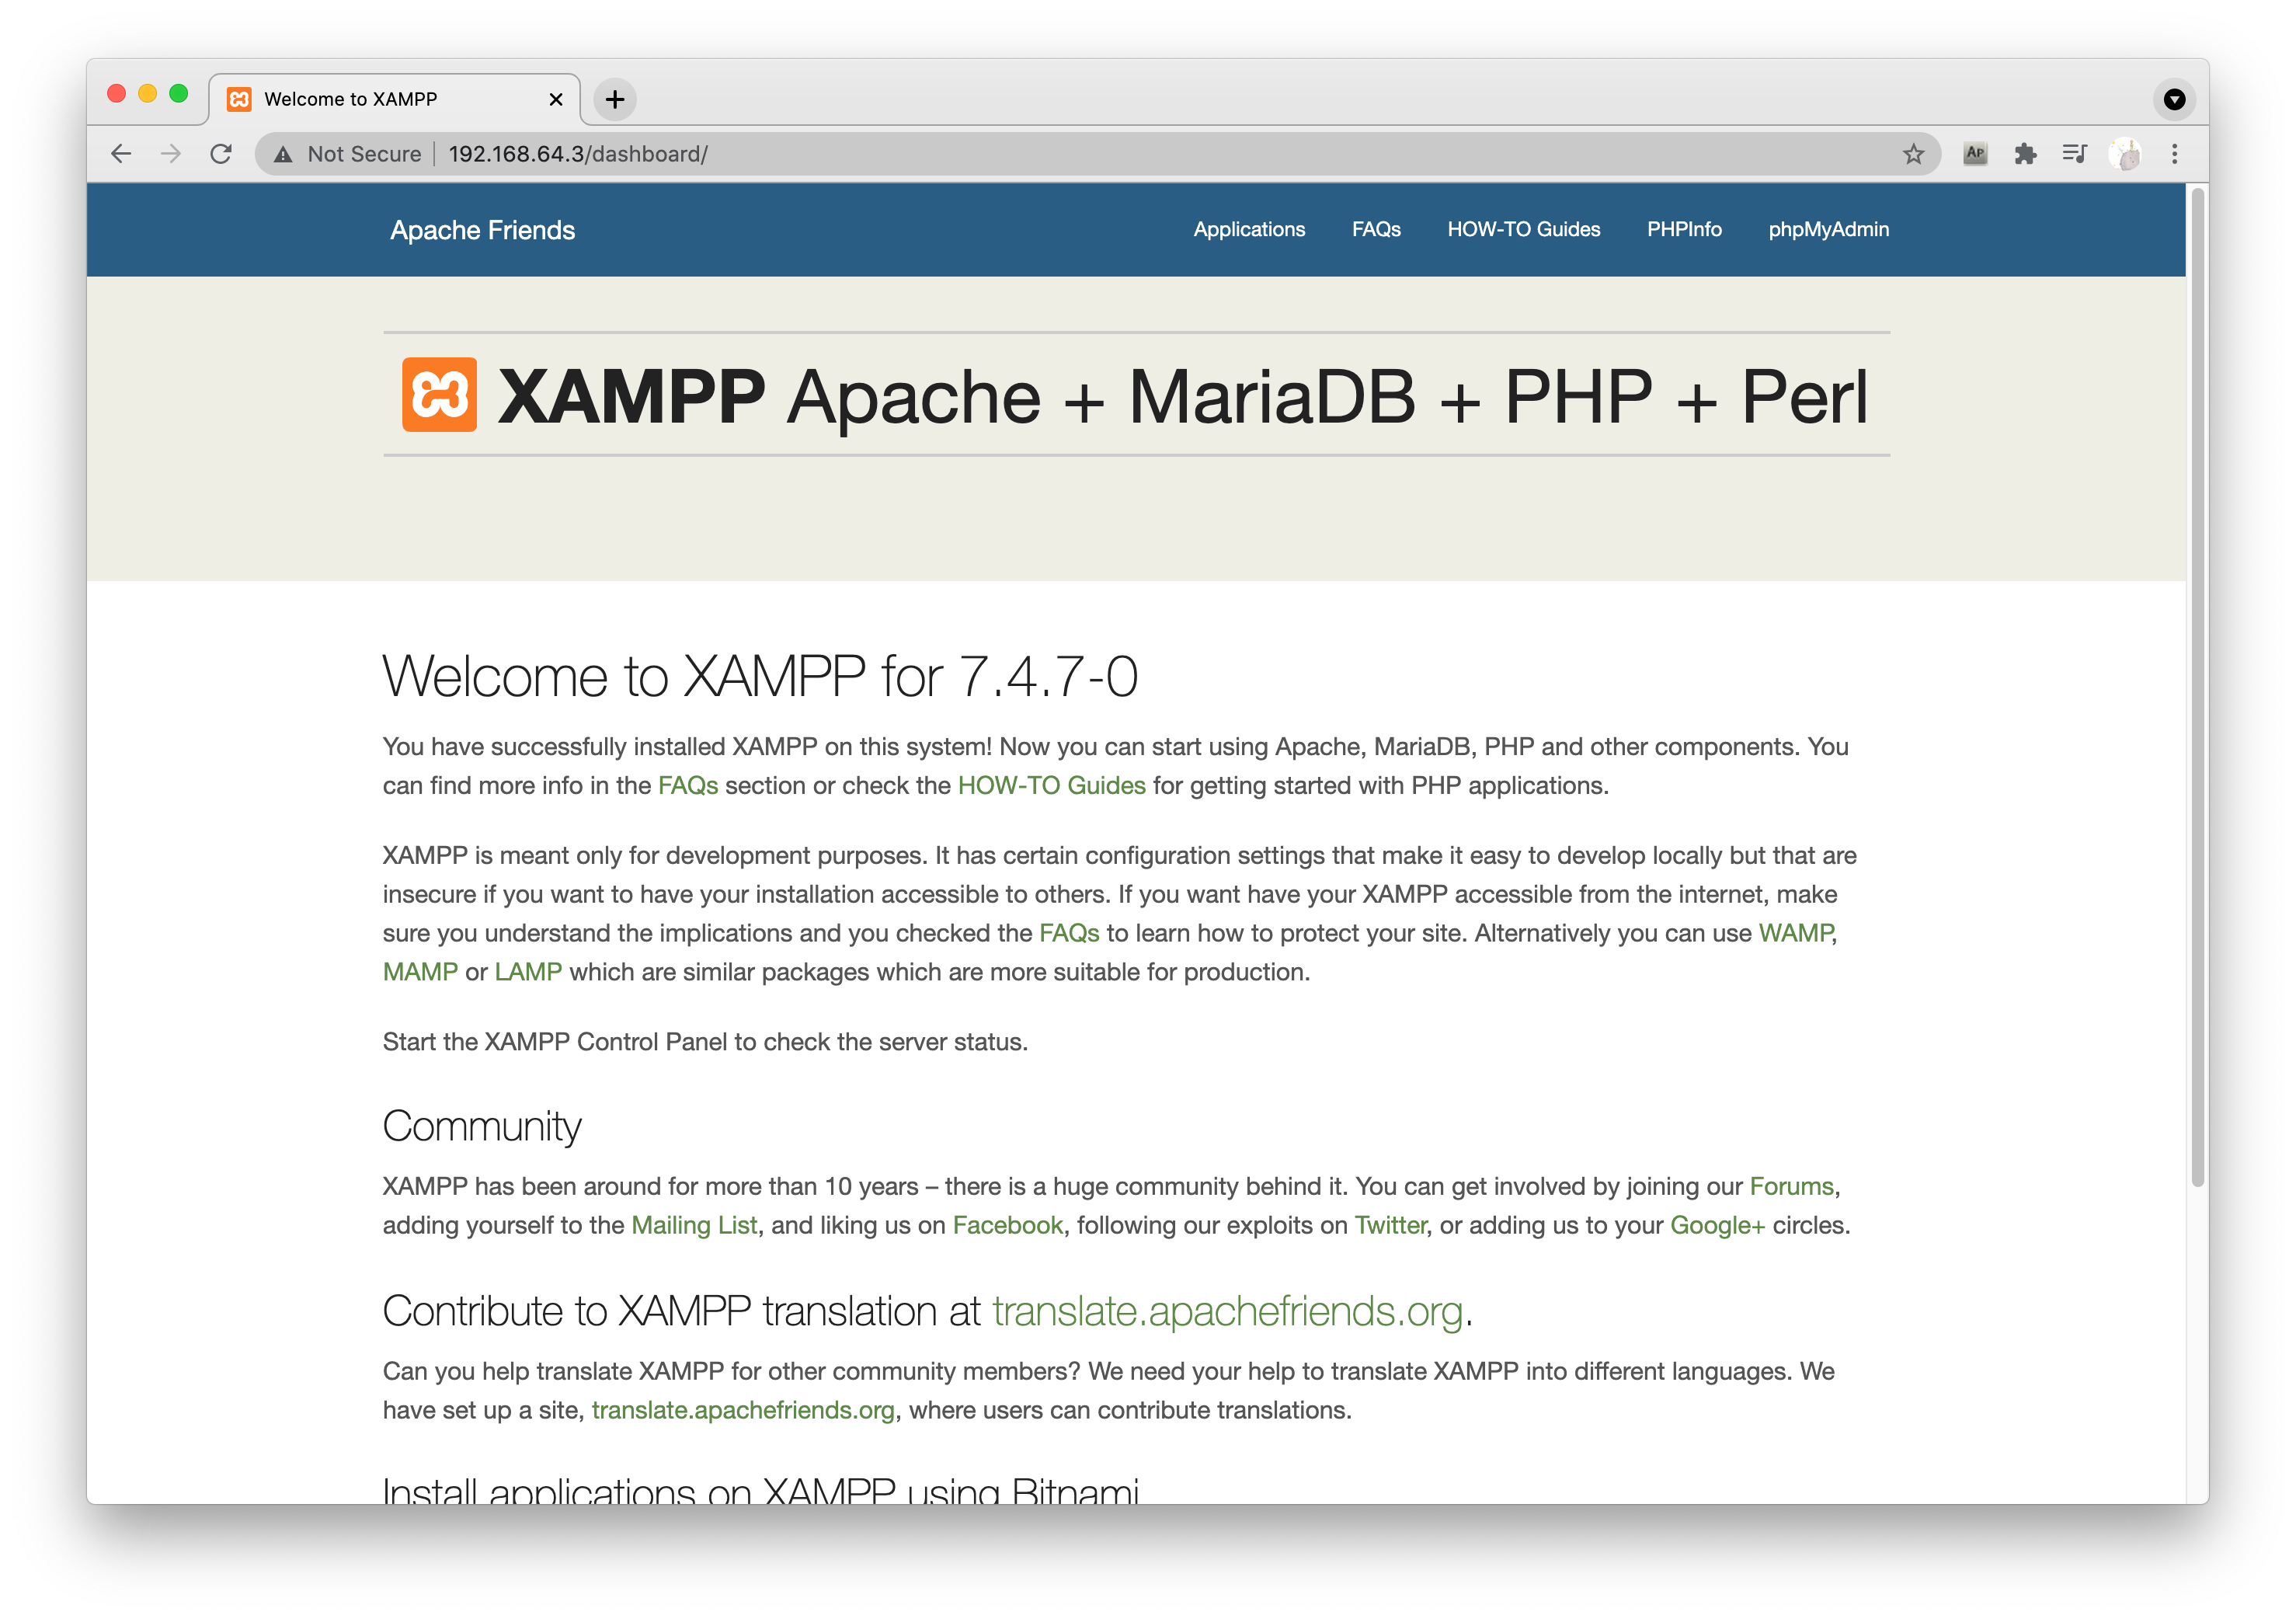 Welcome to XAMPP
Not Secure
192.168.64.3/dashboard/
AP
Apache Friends
Applications
FAQs
HOW-TO Guides
PHPInfo
phpMyAdmin
XAMPP Apache + MariaDB + PHP + Perl
Welcome to XAMPP for 7.4.7-0
You have successfully installed XAMPP on this system! Now you can start using Apache, MariaDB, PHP and other components. You
can find more info in the FAQs section or check the HOW-TO Guides for getting started with PHP applications.
XAMPP is meant only for development purposes. It has certain configuration settings that make it easy to develop locally but that are
insecure if you want to have your installation accessible to others. If you want have your XAMPP accessible from the internet, make
sure you understand the implications and you checked the FAQs to learn how to protect your site. Alternatively you can use WAMP,
MAMP or LAMP which are similar packages which are more suitable for production.
Start the XAMPP Control Panel to check the server status.
Community
XAMPP has been around for more than 10 years – there is a huge community behind it. You can get involved by joining our Forums,
adding yourself to the Mailing List, and liking us on Facebook, following our exploits on Twitter, or adding us to your Google+ circles.
Contribute to XAMPP translation at translate.apachefriends.org.
Can you help translate XAMPP for other community members? We need your help to translate XAMPP into different languages. We
have set up a site, translate.apachefriends.org, where users can contribute translations.
Install applications on XAMPP using Bitnami